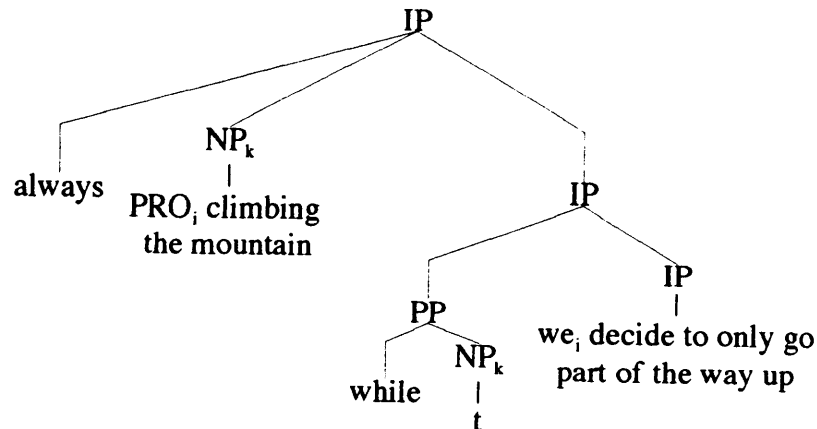 IP
always
NPₖ
PROᵢ climbing
the mountain
IP
PP
while
NPₖ
t
IP
weᵢ decide to only go
part of the way up